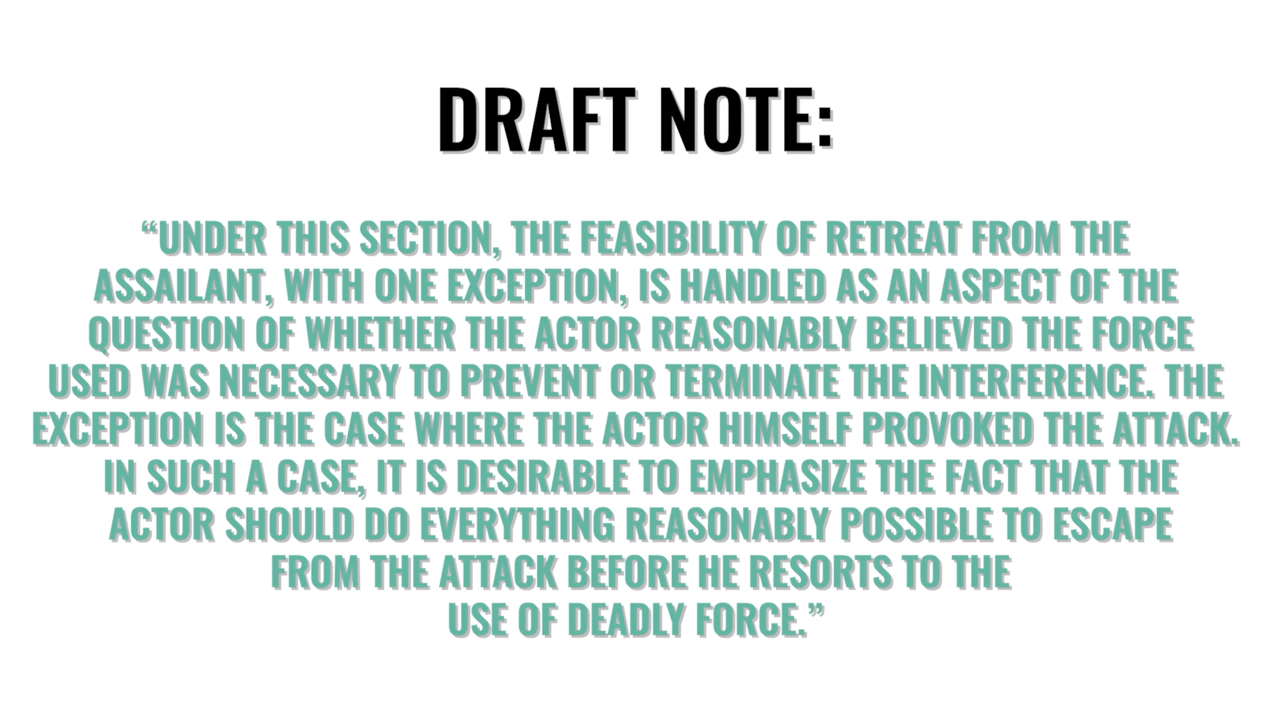 DRAFT NOTE:
“UNDER THIS SECTION, THE FEASIBILITY OF RETREAT FROM THE
ASSAILANT, WITH ONE EXCEPTION, IS HANDLED AS AN ASPECT OF THE
QUESTION OF WHETHER THE ACTOR REASONABLY BELIEVED THE FORCE
USED WAS NECESSARY TO PREVENT OR TERMINATE THE INTERFERENCE. THE
EXCEPTION IS THE CASE WHERE THE ACTOR HIMSELF PROVOKED THE ATTACK.
IN SUCH A CASE, IT IS DESIRABLE TO EMPHASIZE THE FACT THAT THE
ACTOR SHOULD DO EVERYTHING REASONABLY POSSIBLE TO ESCAPE
FROM THE ATTACK BEFORE HE RESORTS TO THE
USE OF DEADLY FORCE.”